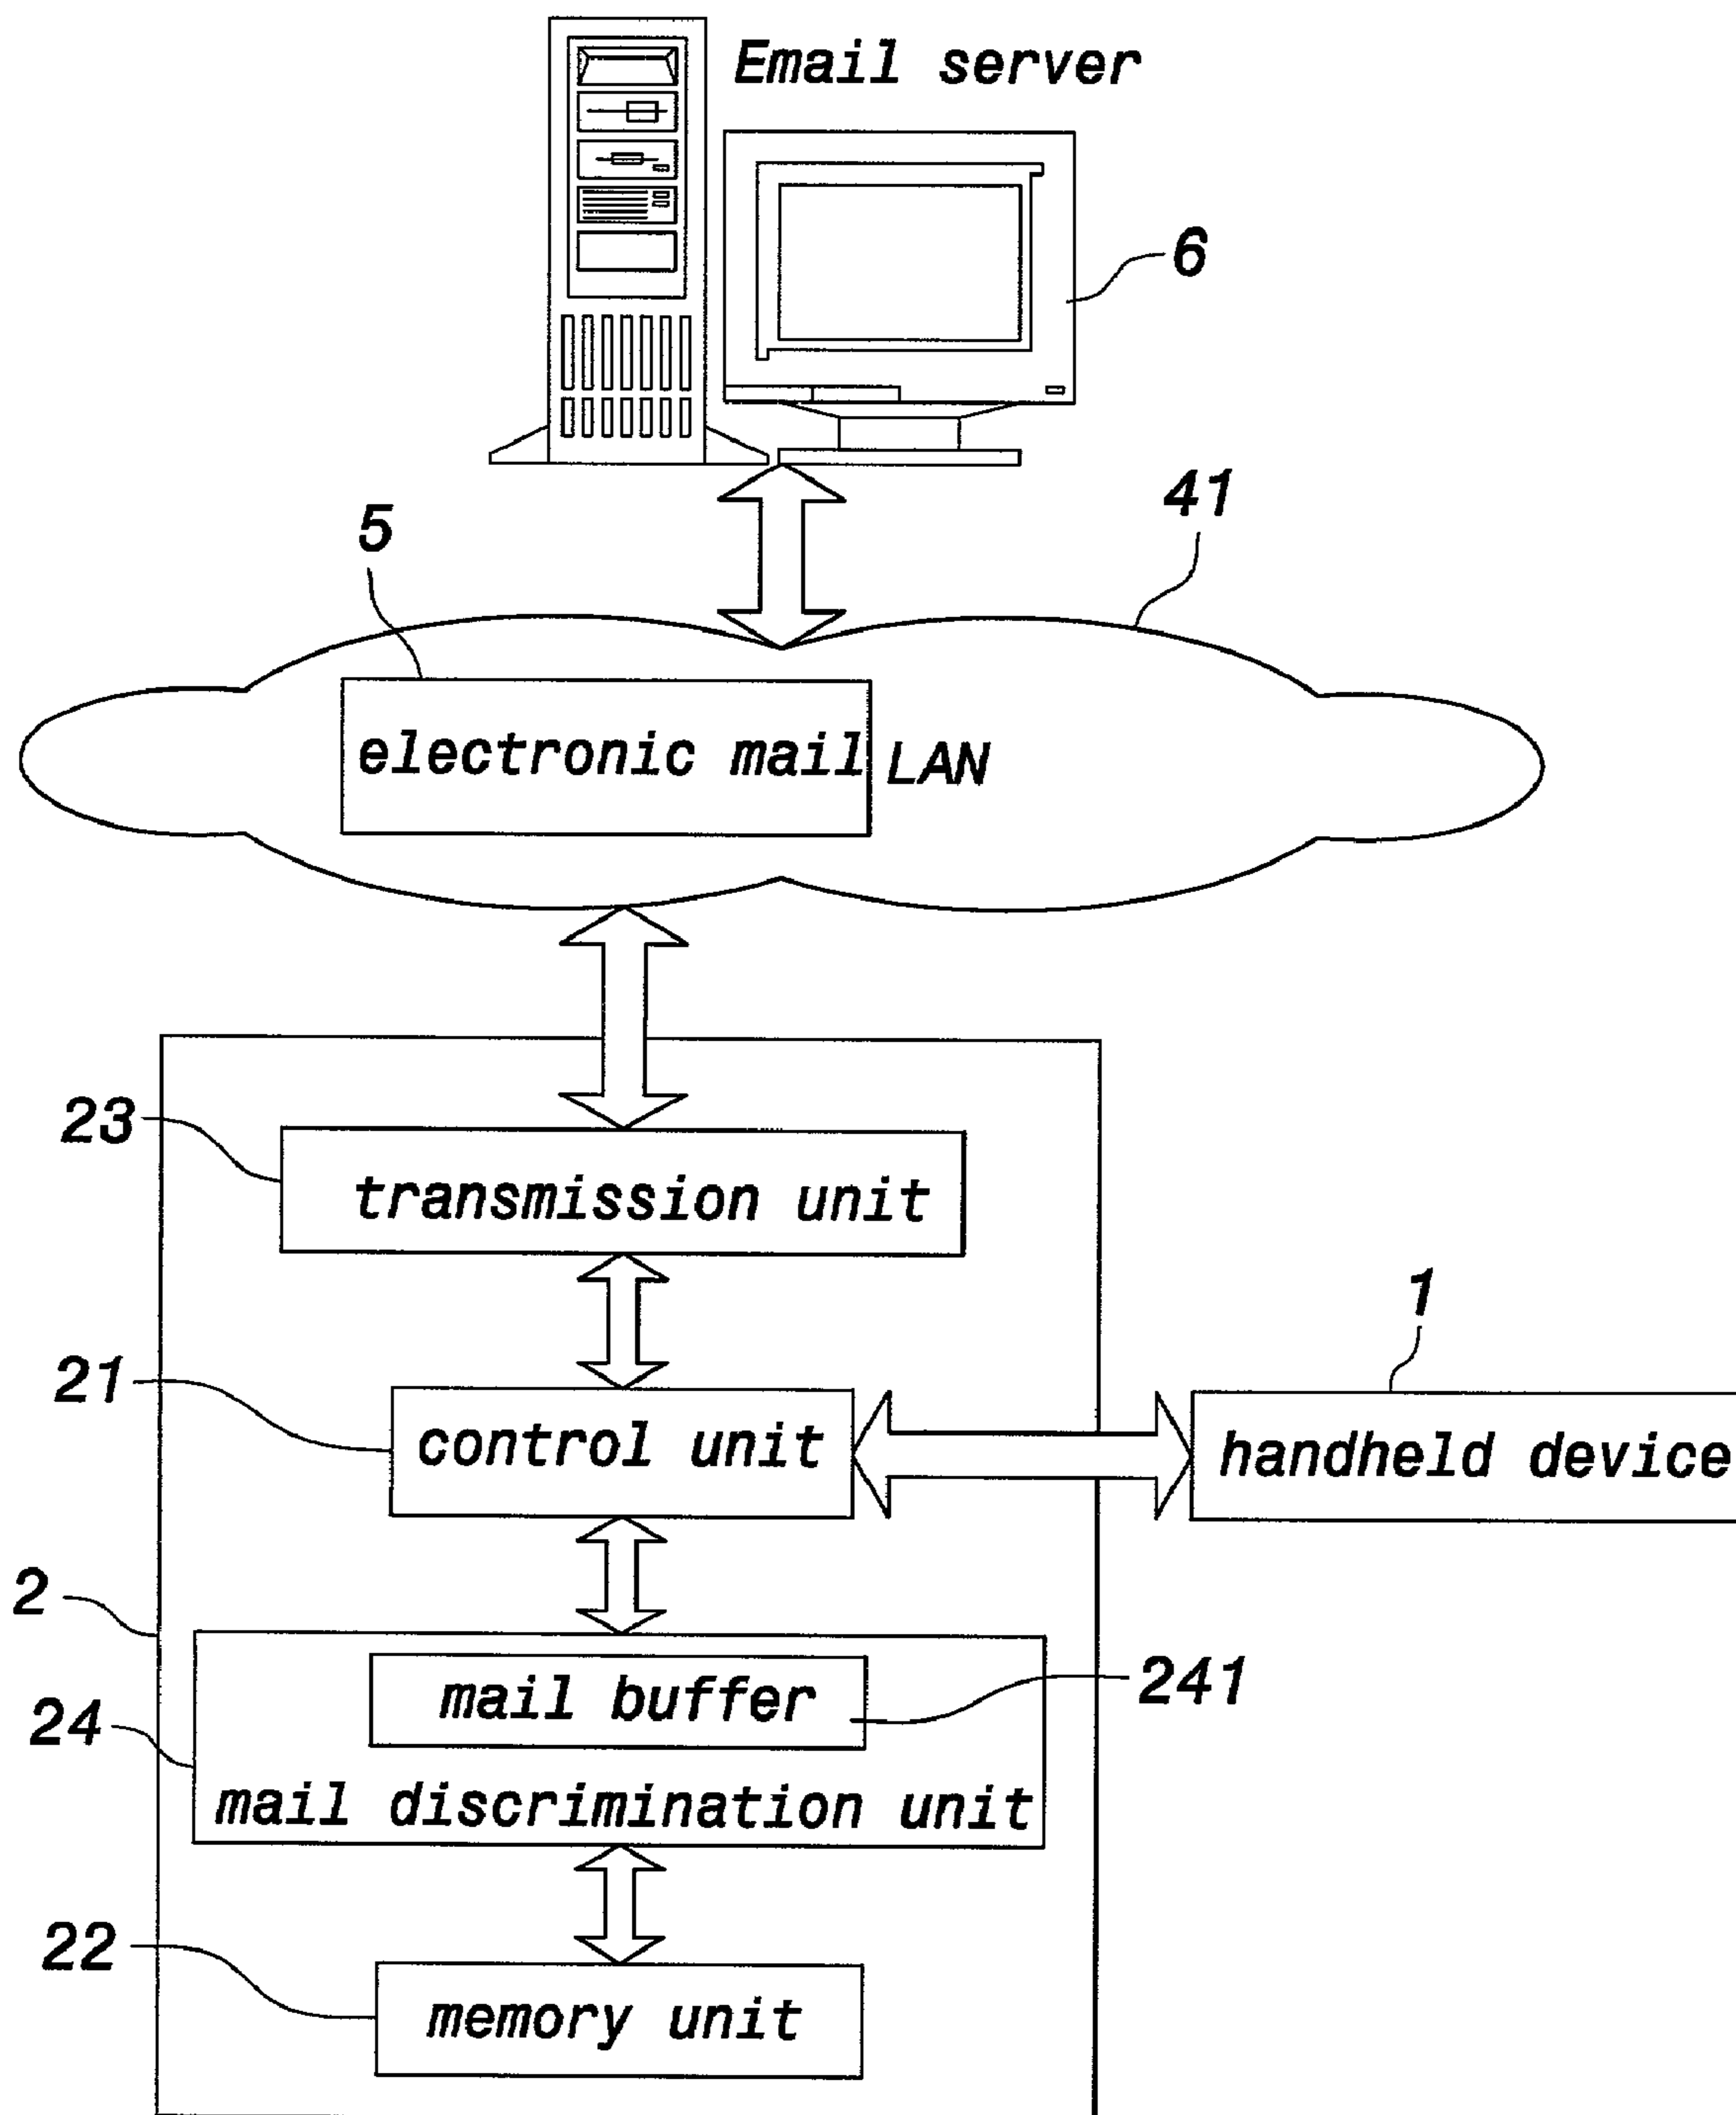 Email server
6
41
5
electronic mail LAN
23
transmission unit
1
21
control unit
handheld device
2
mail buffer
241
24
mail discrimination unit
22
memory unit